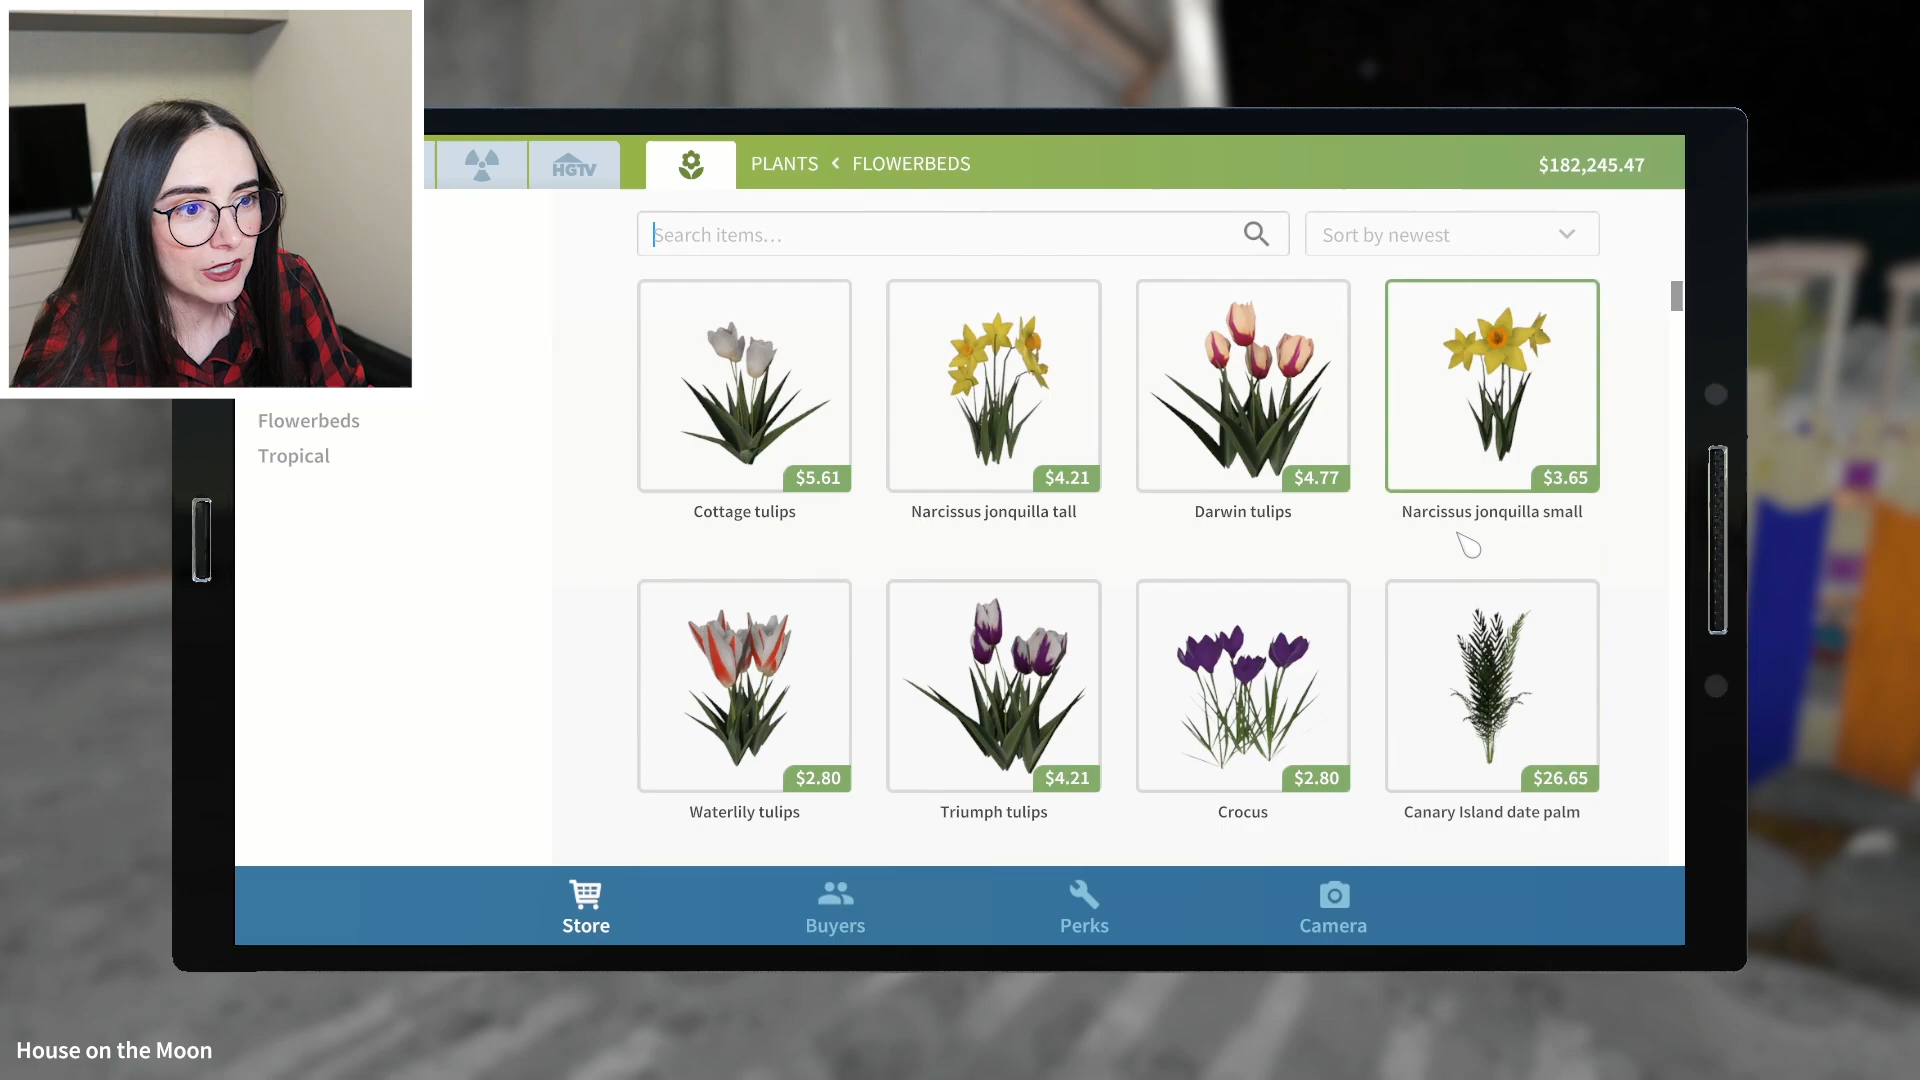 HGTV
PLANTS < FLOWERBEDS
$182,245.47
Search items...
Sort by newest
Flowerbeds
Tropical
$5.61
$4.21
$4.77
$3.65
Cottage tulips
Narcissus jonquilla tall
Darwin tulips
Narcissus jonquilla small
$2.80
$4.21
$2.80
$26.65
Waterlily tulips
Triumph tulips
Crocus
Canary Island date palm
Store
Buyers
Perks
Camera
House on the Moon